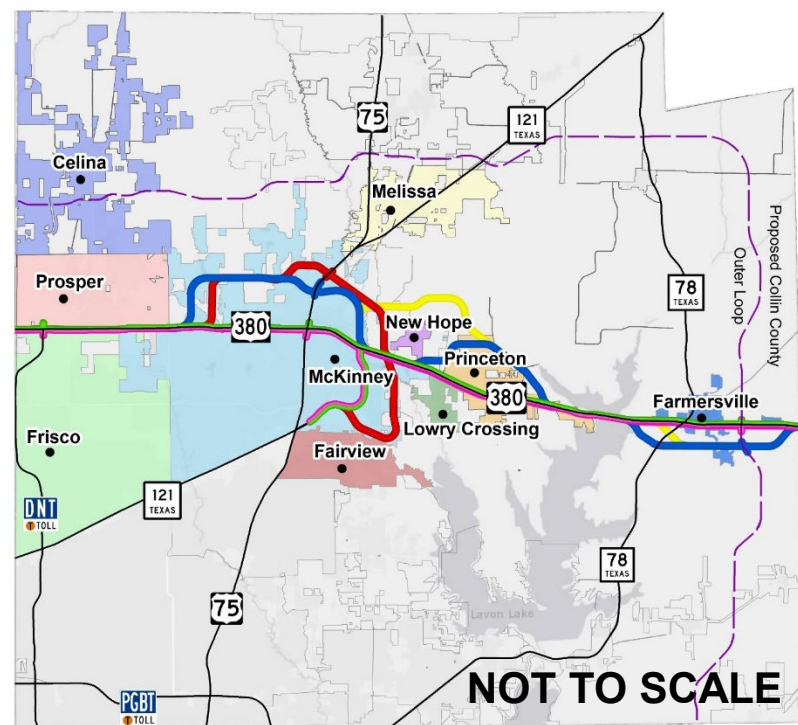 75
121
TEXAS
Celina
Melissa
Proposed Collin County
Outer Loop
Prosper
78
TEXAS
380
New Hope
Princeton
McKinney
380
Farmersville
Lowry Crossing
Frisco
Fairview
121
TEXAS
DNT
TOLL
78
TEXAS
75
Lavon Lake
PGBT
TOLL
NOT TO SCALE